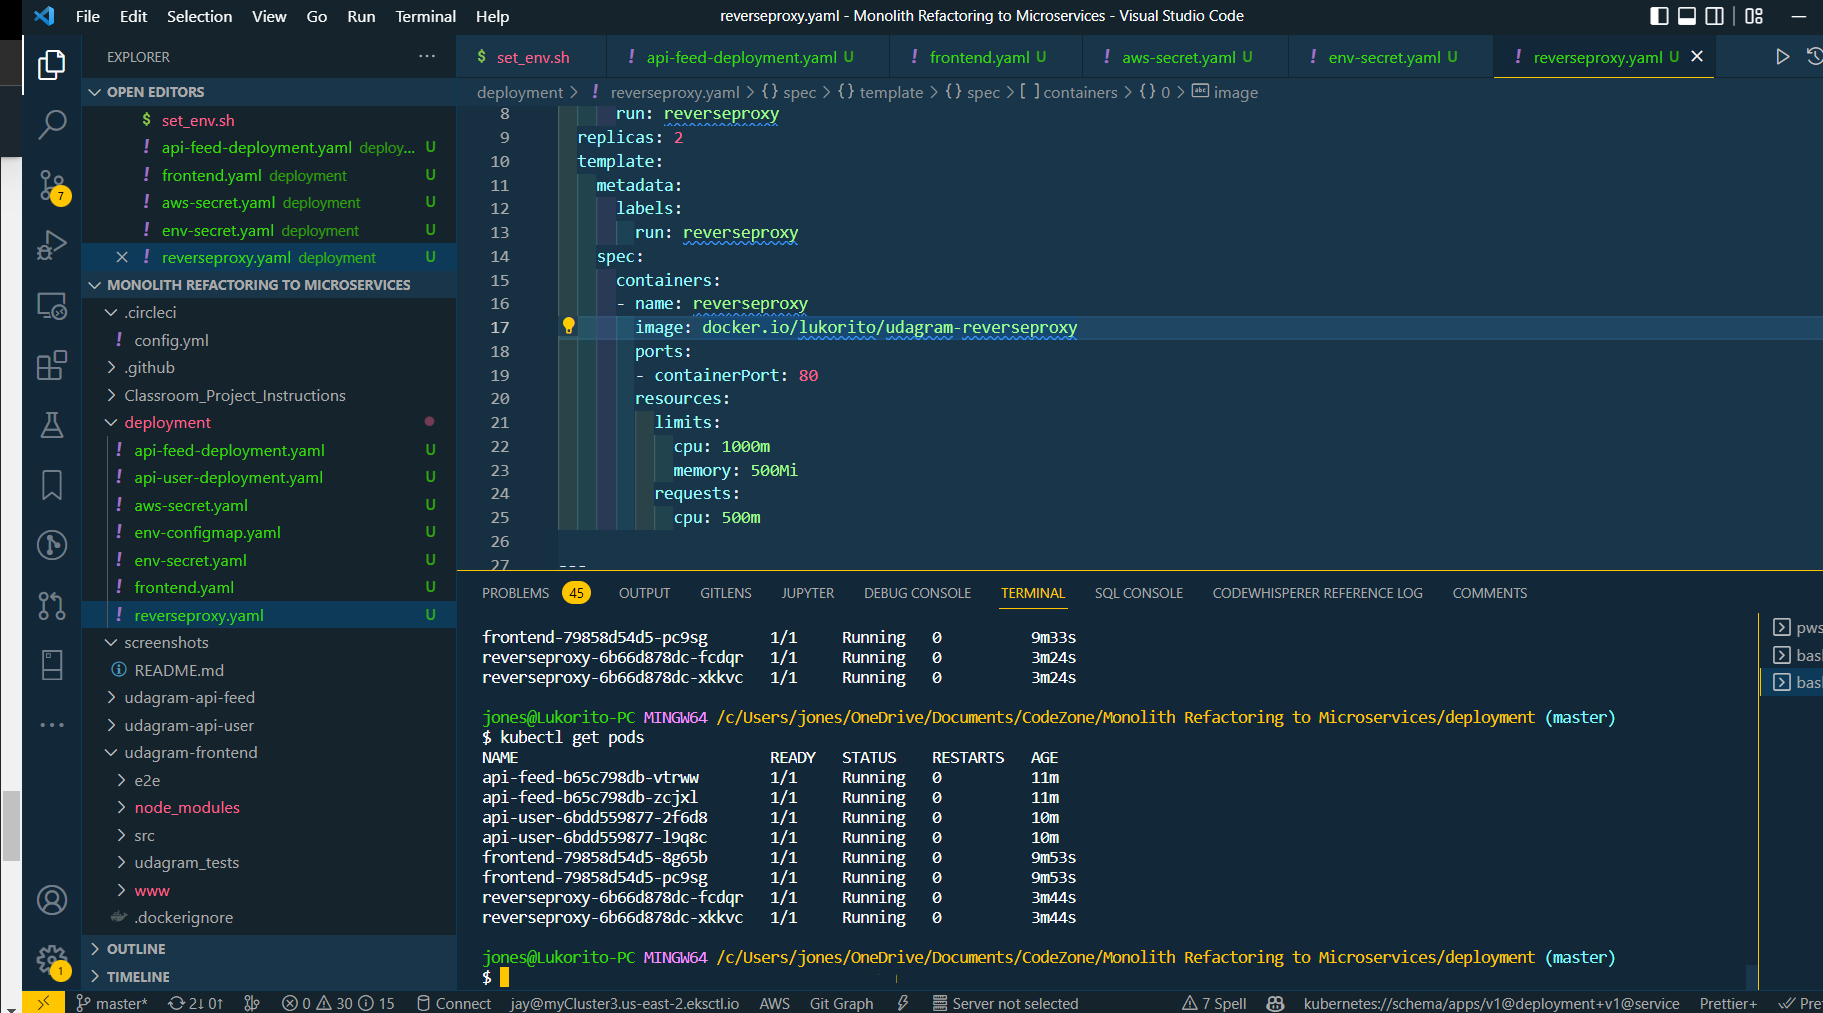 File Edit Selection View Go Run Terminal Help
reverseproxy.yaml - Monolith Refactoring to Microservices - Visual Studio Code
EXPLORER
OPEN EDITORS
$ set_env.sh
! api-feed-deployment.yaml deploy... U
! frontend.yaml deployment U
! aws-secret.yaml deployment U
! env-secret.yaml deployment U
! reverseproxy.yaml deployment U
MONOLITH REFACTORING TO MICROSERVICES
.circleci
! config.yml
.github
Classroom_Project_Instructions
deployment
! api-feed-deployment.yaml U
! api-user-deployment.yaml U
! aws-secret.yaml U
! env-configmap.yaml U
! env-secret.yaml U
! frontend.yaml U
! reverseproxy.yaml U
screenshots
README.md
udagram-api-feed
udagram-api-user
udagram-frontend
e2e
node_modules
src
udagram_tests
www
.dockerignore
OUTLINE
TIMELINE
7
1
$ set_env.sh
! api-feed-deployment.yaml U
! frontend.yaml U
! aws-secret.yaml U
! env-secret.yaml U
! reverseproxy.yaml U
deployment > ! reverseproxy.yaml > {} spec > {} template > {} spec > [ ] containers > {} 0 > image
8 run: reverseproxy
9 replicas: 2
10 template:
11 metadata:
12 labels:
13 run: reverseproxy
14 spec:
15 containers:
16 - name: reverseproxy
17 image: docker.io/lukorito/udagram-reverseproxy
18 ports:
19 - containerPort: 80
20 resources:
21 limits:
22 cpu: 1000m
23 memory: 500Mi
24 requests:
25 cpu: 500m
26
27 ---
PROBLEMS 45 OUTPUT GITLENS JUPYTER DEBUG CONSOLE TERMINAL SQL CONSOLE CODEWHISPERER REFERENCE LOG COMMENTS
frontend-79858d54d5-pc9sg 1/1 Running 0 9m33s
reverseproxy-6b66d878dc-fcdqr 1/1 Running 0 3m24s
reverseproxy-6b66d878dc-xkkvc 1/1 Running 0 3m24s
jones@Lukorito-PC MINGW64 /c/Users/jones/OneDrive/Documents/CodeZone/Monolith Refactoring to Microservices/deployment (master)
$ kubectl get pods
NAME READY STATUS RESTARTS AGE
api-feed-b65c798db-vtrww 1/1 Running 0 11m
api-feed-b65c798db-zcjxl 1/1 Running 0 11m
api-user-6bdd559877-2f6d8 1/1 Running 0 10m
api-user-6bdd559877-l9q8c 1/1 Running 0 10m
frontend-79858d54d5-8g65b 1/1 Running 0 9m53s
frontend-79858d54d5-pc9sg 1/1 Running 0 9m53s
reverseproxy-6b66d878dc-fcdqr 1/1 Running 0 3m44s
reverseproxy-6b66d878dc-xkkvc 1/1 Running 0 3m44s
jones@Lukorito-PC MINGW64 /c/Users/jones/OneDrive/Documents/CodeZone/Monolith Refactoring to Microservices/deployment (master)
$
pws
bas
bas
master* 2↓ 0↑ 0 30 15 Connect jay@myCluster3.us-east-2.eksctl.io AWS Git Graph Server not selected 7 Spell kubernetes://schema/apps/v1@deployment+v1@service Prettier+ Pre